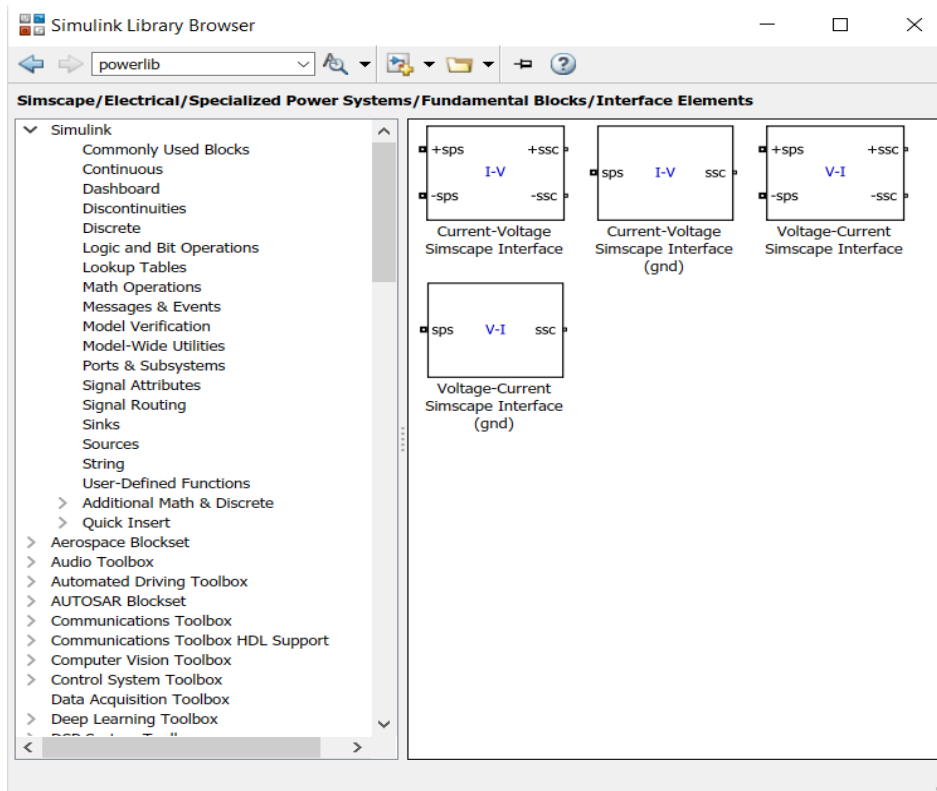 Simulink Library Browser
powerlib
Simscape/Electrical/Specialized Power Systems/Fundamental Blocks/Interface Elements
Simulink
Commonly Used Blocks
Continuous
Dashboard
Discontinuities
Discrete
Logic and Bit Operations
Lookup Tables
Math Operations
Messages & Events
Model Verification
Model-Wide Utilities
Ports & Subsystems
Signal Attributes
Signal Routing
Sinks
Sources
String
User-Defined Functions
Additional Math & Discrete
Quick Insert
Aerospace Blockset
Audio Toolbox
Automated Driving Toolbox
AUTOSAR Blockset
Communications Toolbox
Communications Toolbox HDL Support
Computer Vision Toolbox
Control System Toolbox
Data Acquisition Toolbox
Deep Learning Toolbox
+sps +ssc
I-V
-sps -ssc
Current-Voltage
Simscape Interface
sps I-V ssc
Current-Voltage
Simscape Interface
(gnd)
+sps +ssc
V-I
-sps -ssc
Voltage-Current
Simscape Interface
sps V-I ssc
Voltage-Current
Simscape Interface
(gnd)